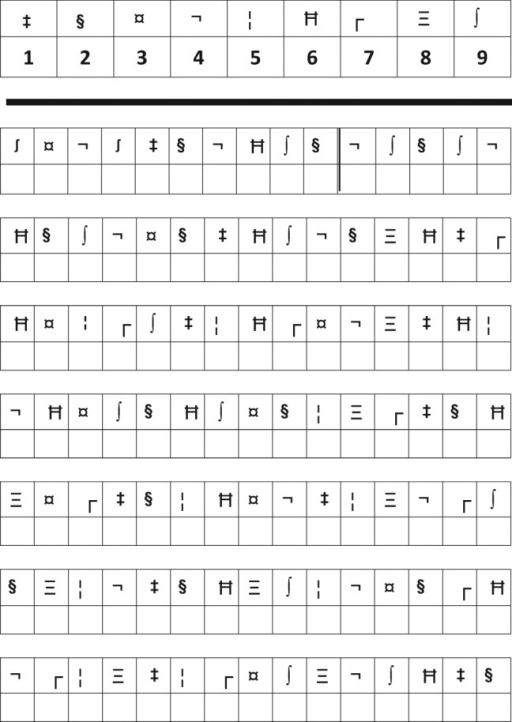 ‡ § ¤ ¬ ¦ Ħ ┌ Ξ ∫
1 2 3 4 5 6 7 8 9
∫ ¤ ¬ ∫ ‡ § ¬ Ħ ∫ § ¬ ∫ § ∫ ¬
Ħ § ∫ ¬ ¤ § ‡ Ħ ∫ ¬ § Ξ Ħ ‡ ┌
Ħ ¤ ¦ ┌ ∫ ‡ ¦ Ħ ┌ ¤ ¬ Ξ ‡ Ħ ¦
¬ Ħ ¤ ∫ § Ħ ∫ ¤ § ¦ Ξ ┌ ‡ § Ħ
Ξ ¤ ┌ ‡ § ¦ Ħ ¤ ¬ ‡ ¦ Ξ ¬ ┌ ∫
§ Ξ ¦ ¬ ‡ § Ħ Ξ ∫ ¦ ¬ ¤ § ┌ Ħ
¬ ┌ ¦ Ξ ‡ ¦ ┌ ¤ ∫ Ξ ¬ ∫ Ħ ‡ §